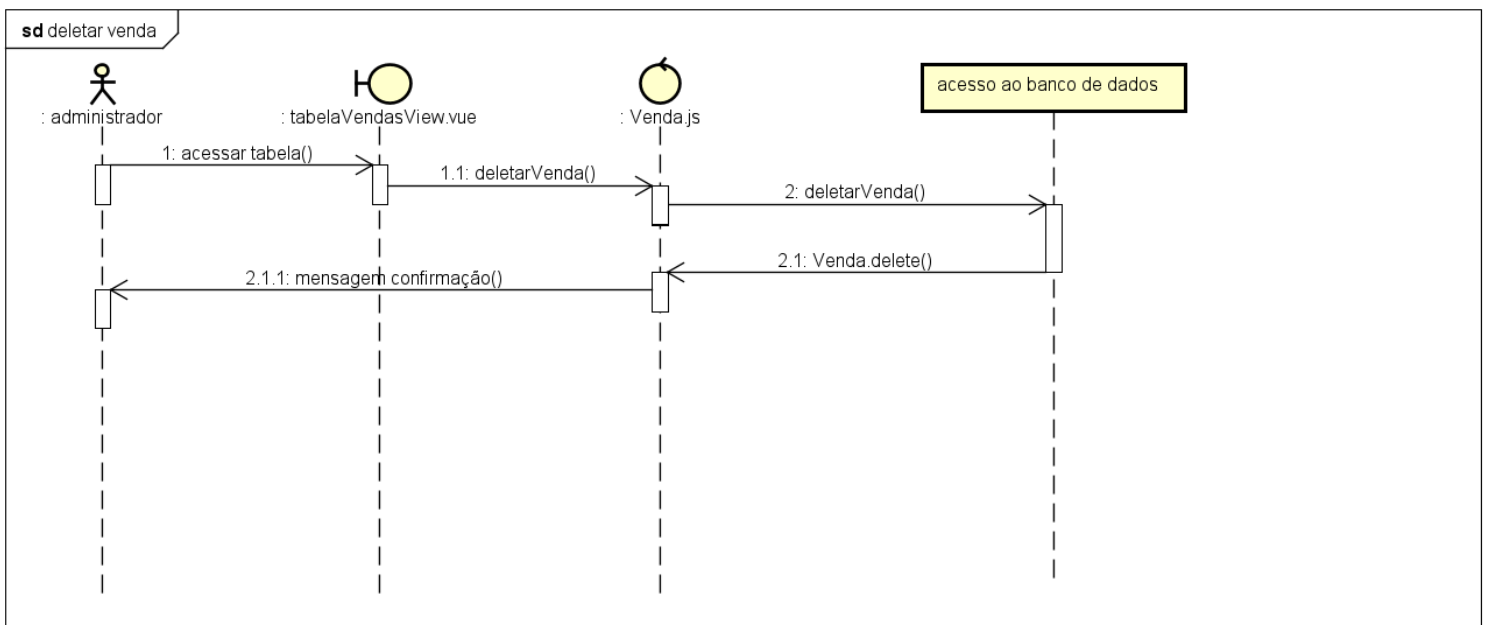 sd deletar venda
: administrador
: tabelaVendasView.vue
: Venda.js
acesso ao banco de dados
1: acessar tabela()
1.1: deletarVenda()
2: deletarVenda()
2.1: Venda.delete()
2.1.1: mensagem confirmação()